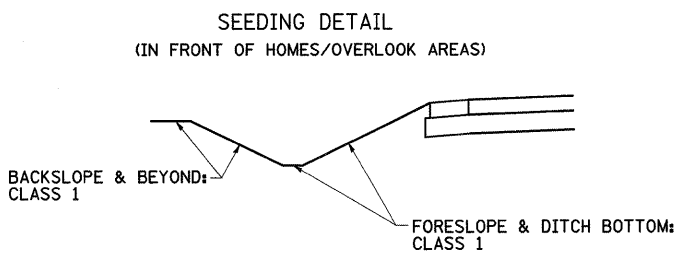 SEEDING DETAIL
(IN FRONT OF HOMES/OVERLOOK AREAS)
BACKSLOPE & BEYOND:
CLASS 1
FORESLOPE & DITCH BOTTOM:
CLASS 1